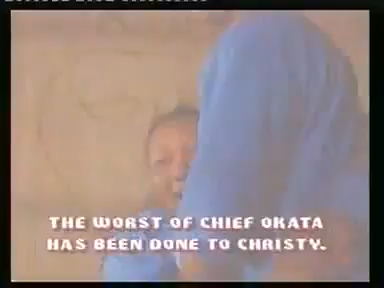 THE WORST OF CHIEF OKATA
HAS BEEN DONE TO CHRISTY.